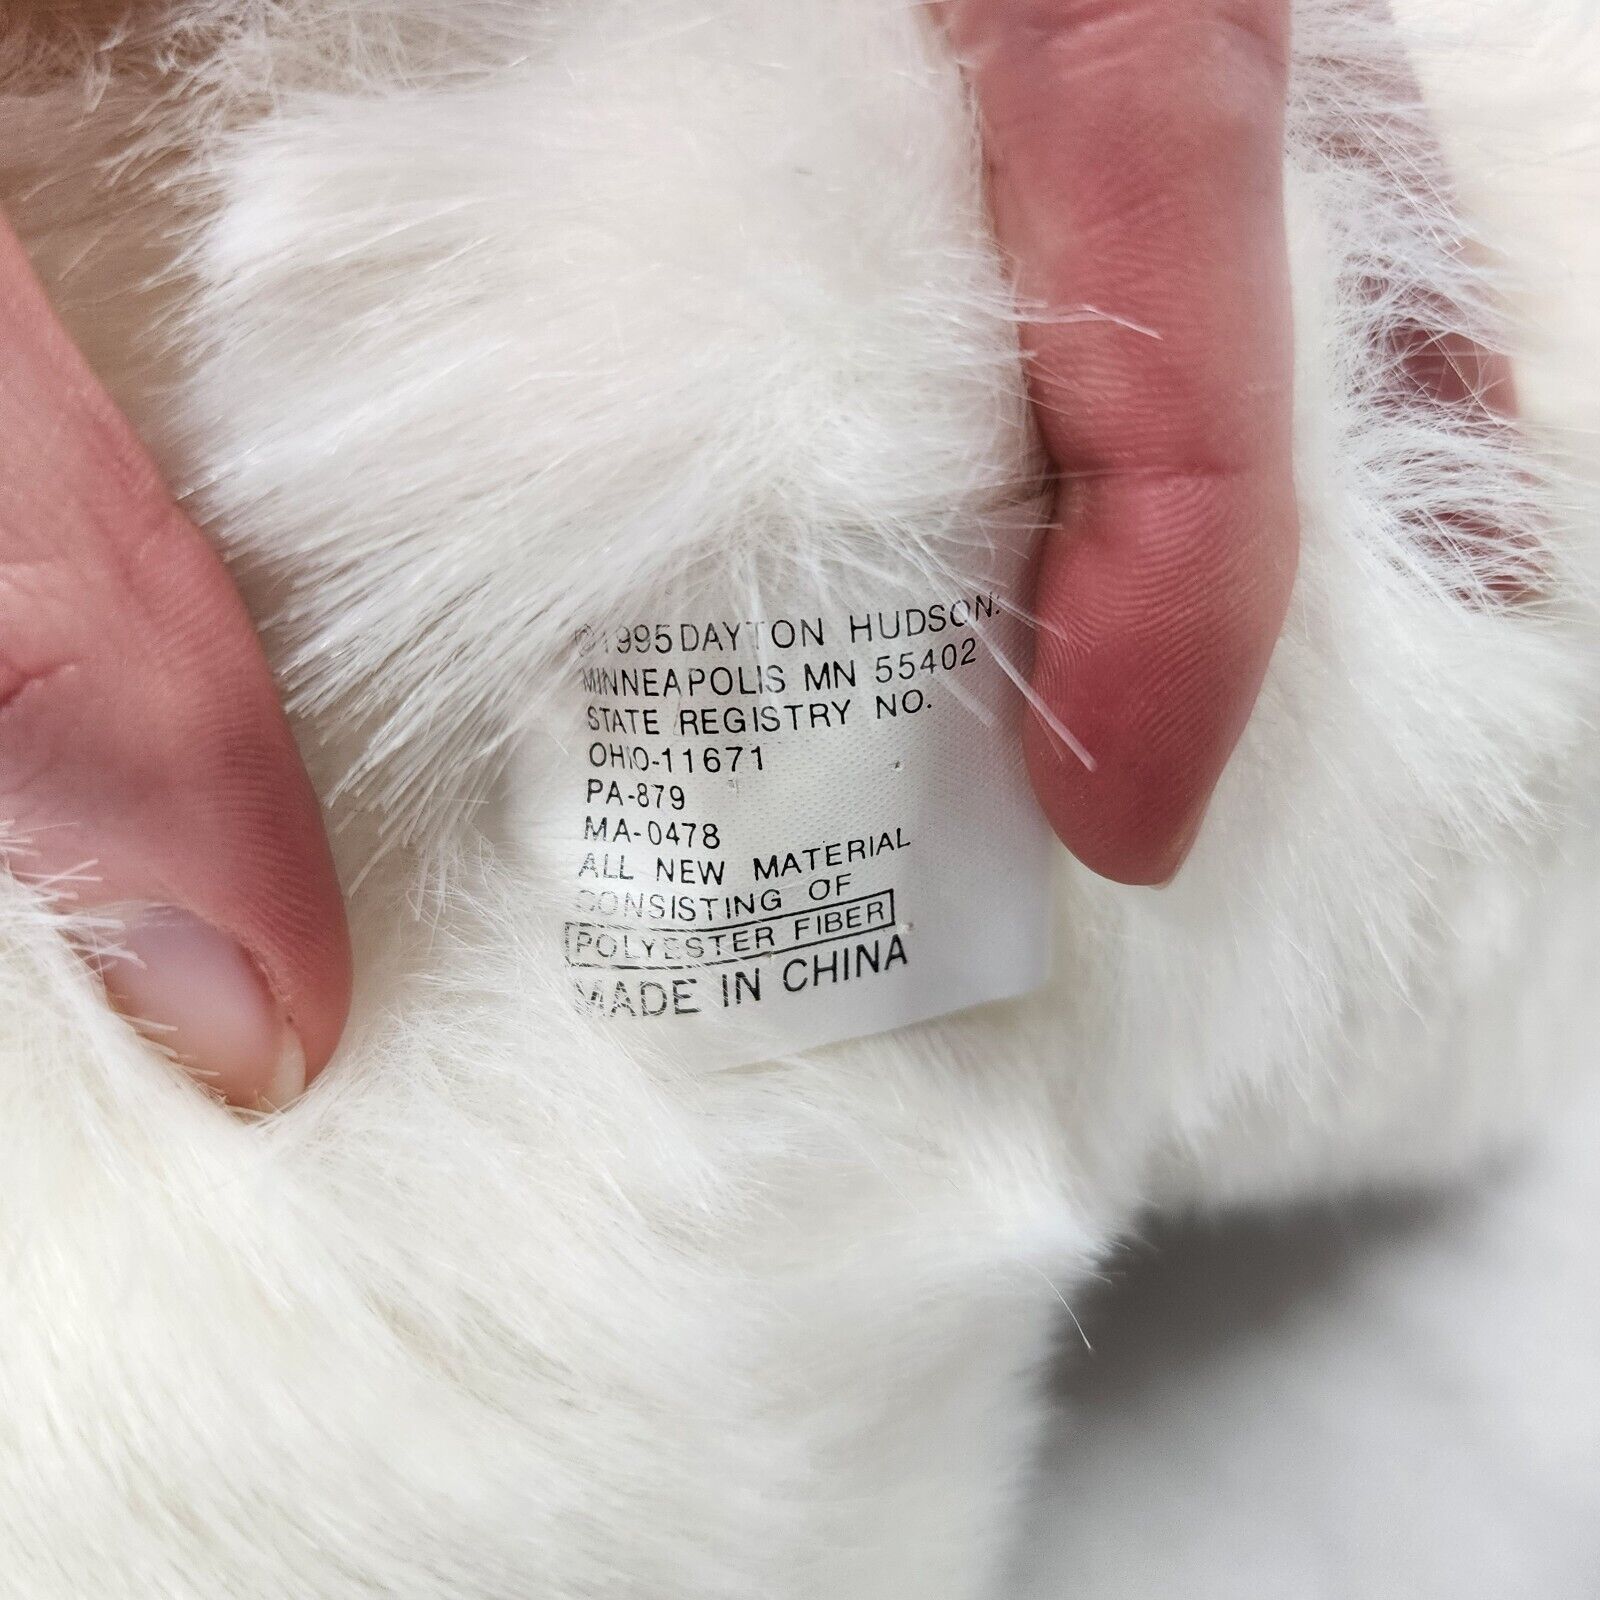 ©1995 DAYTON HUDSON.
MINNEAPOLIS MN 55402
STATE REGISTRY NO.
OHIO-11671
PA-879
MA-0478
ALL NEW MATERIAL
CONSISTING OF
POLYESTER FIBER
MADE IN CHINA